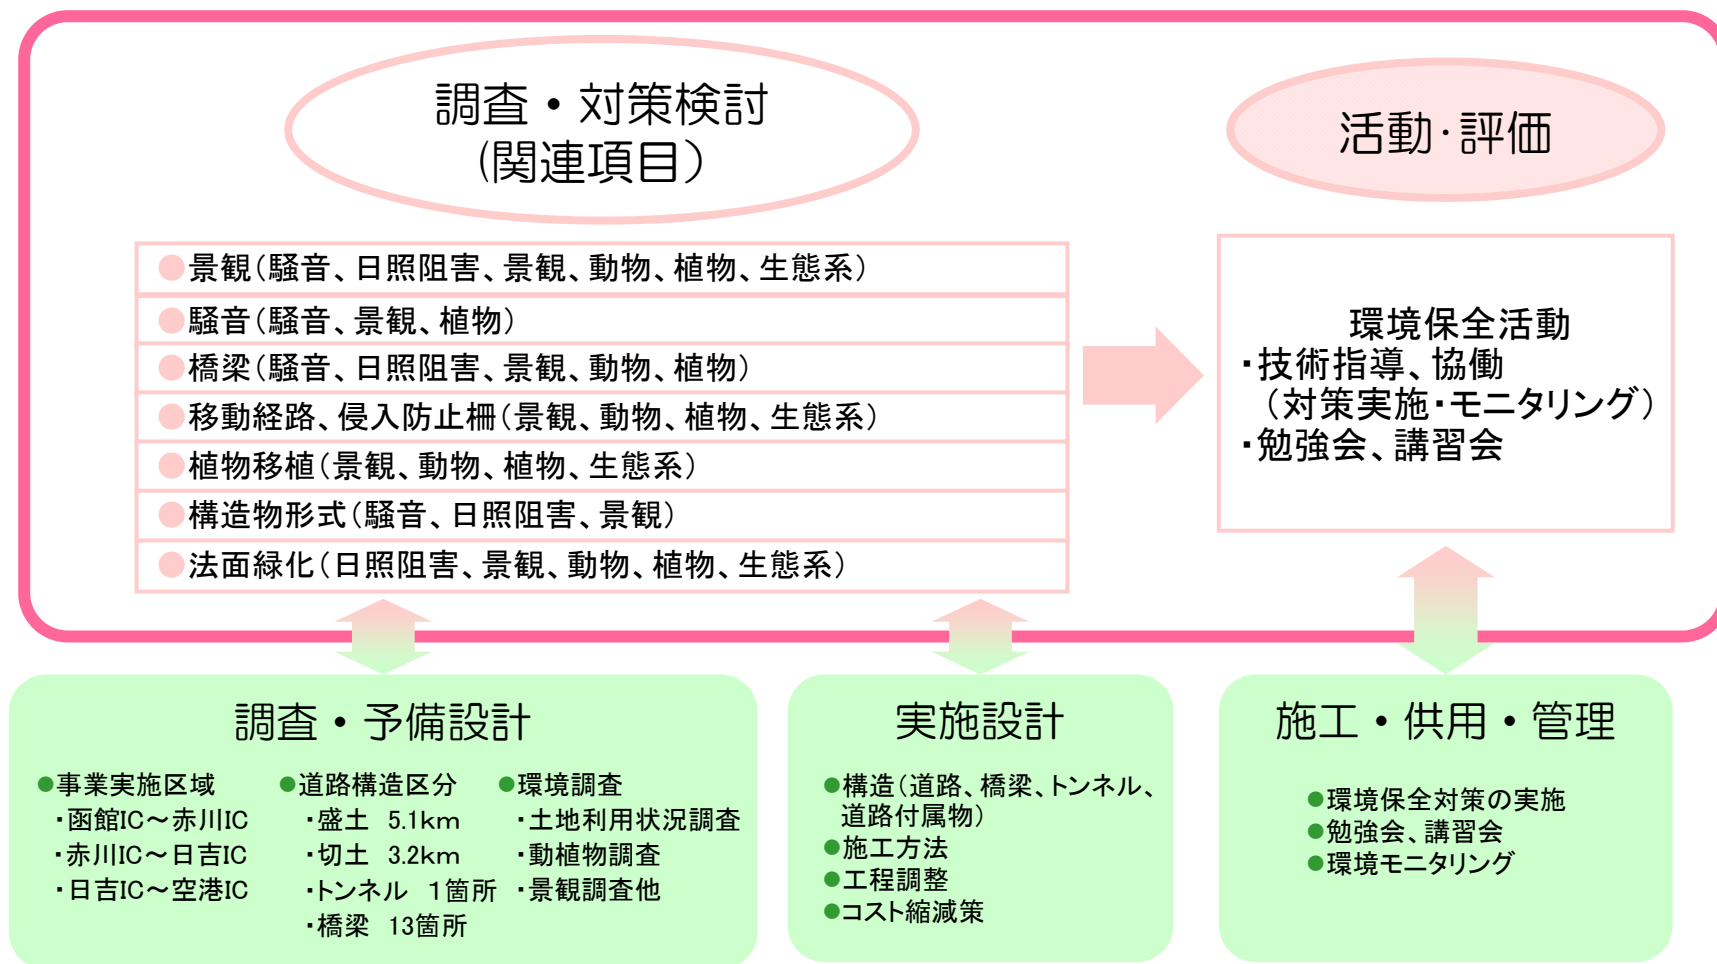 調査・対策検討
(関連項目）
活動・評価
●景観（騒音、日照阻害、景観、動物、植物、生態系）
●騒音（騒音、景観、植物）
●橋梁（騒音、日照阻害、景観、動物、植物）
●移動経路、侵入防止柵（景観、動物、植物、生態系）
●植物移植（景観、動物、植物、生態系）
●構造物形式（騒音、日照阻害、景観）
●法面緑化（日照阻害、景観、動物、植物、生態系）
環境保全活動
・技術指導、協働
（対策実施・モニタリング）
・勉強会、講習会
調査・予備設計
●事業実施区域
・函館IC～赤川IC
・赤川IC～日吉IC
・日吉IC～空港IC
●道路構造区分
・盛土 5.1km
・切土 3.2km
・トンネル 1箇所
・橋梁 13箇所
●環境調査
・土地利用状況調査
・動植物調査
・景観調査他
実施設計
●構造（道路、橋梁、トンネル、
道路付属物）
●施工方法
●工程調整
●コスト縮減策
施工・供用・管理
●環境保全対策の実施
●勉強会、講習会
●環境モニタリング